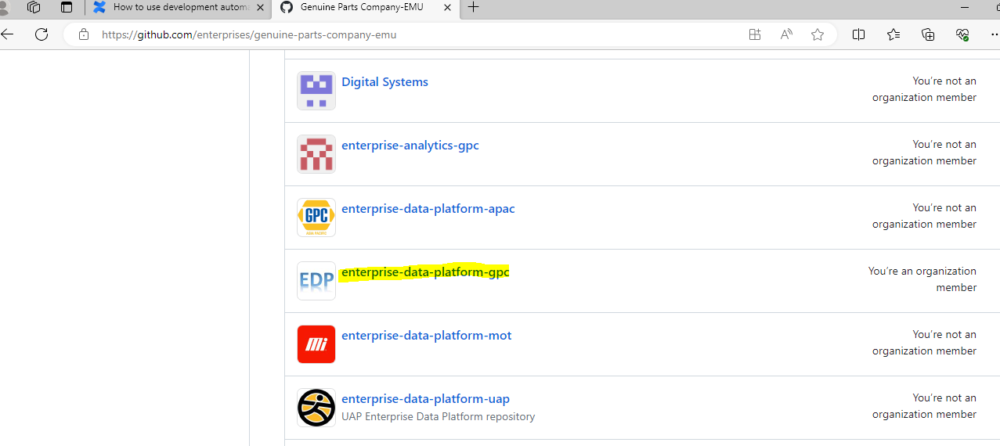 How to use development automa
Genuine Parts Company-EMU
https://github.com/enterprises/genuine-parts-company-emu
Digital Systems
You're not an
organization member
enterprise-analytics-gpc
You're not an
organization member
GPC
ASIA PACIFIC
enterprise-data-platform-apac
You're not an
organization member
EDP
enterprise-data-platform-gpc
You're an organization
member
Mi
enterprise-data-platform-mot
You're not an
organization member
enterprise-data-platform-uap
UAP Enterprise Data Platform repository
You're not an
organization member